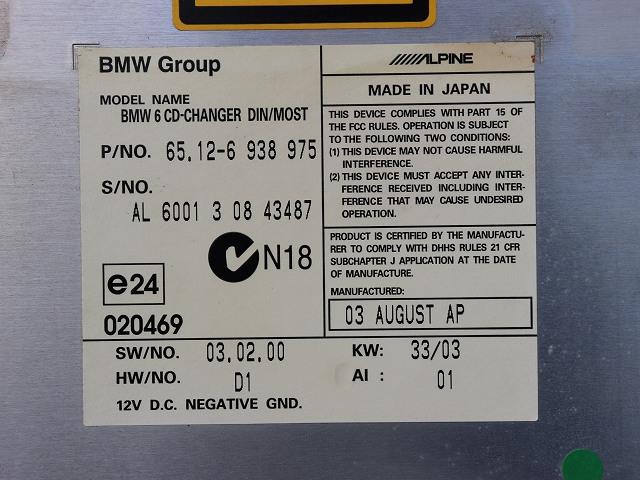 BMW Group
MODEL NAME
BMW 6 CD-CHANGER DIN/MOST
P/NO. 65.12-6 938 975
S/NO.
AL 6001 3 08 43487
N18
e24
020469
ALPINE
MADE IN JAPAN
THIS DEVICE COMPLIES WITH PART 15 OF
THE FCC RULES. OPERATION IS SUBJECT
TO THE FOLLOWING TWO CONDITIONS:
(1) THIS DEVICE MAY NOT CAUSE HARMFUL
INTERFERENCE.
(2) THIS DEVICE MUST ACCEPT ANY INTER-
FERENCE RECEIVED INCLUDING INTER-
FERENCE THAT MAY CAUSE UNDESIRED
OPERATION.
PRODUCT IS CERTIFIED BY THE MANUFACTU-
RER TO COMPLY WITH DHHS RULES 21 CFR
SUBCHAPTER J APPLICATION AT THE DATE
OF MANUFACTURE.
MANUFACTURED:
03 AUGUST AP
SW/NO. 03.02.00 KW: 33/03
HW/NO. D1 AI : 01
12V D.C. NEGATIVE GND.